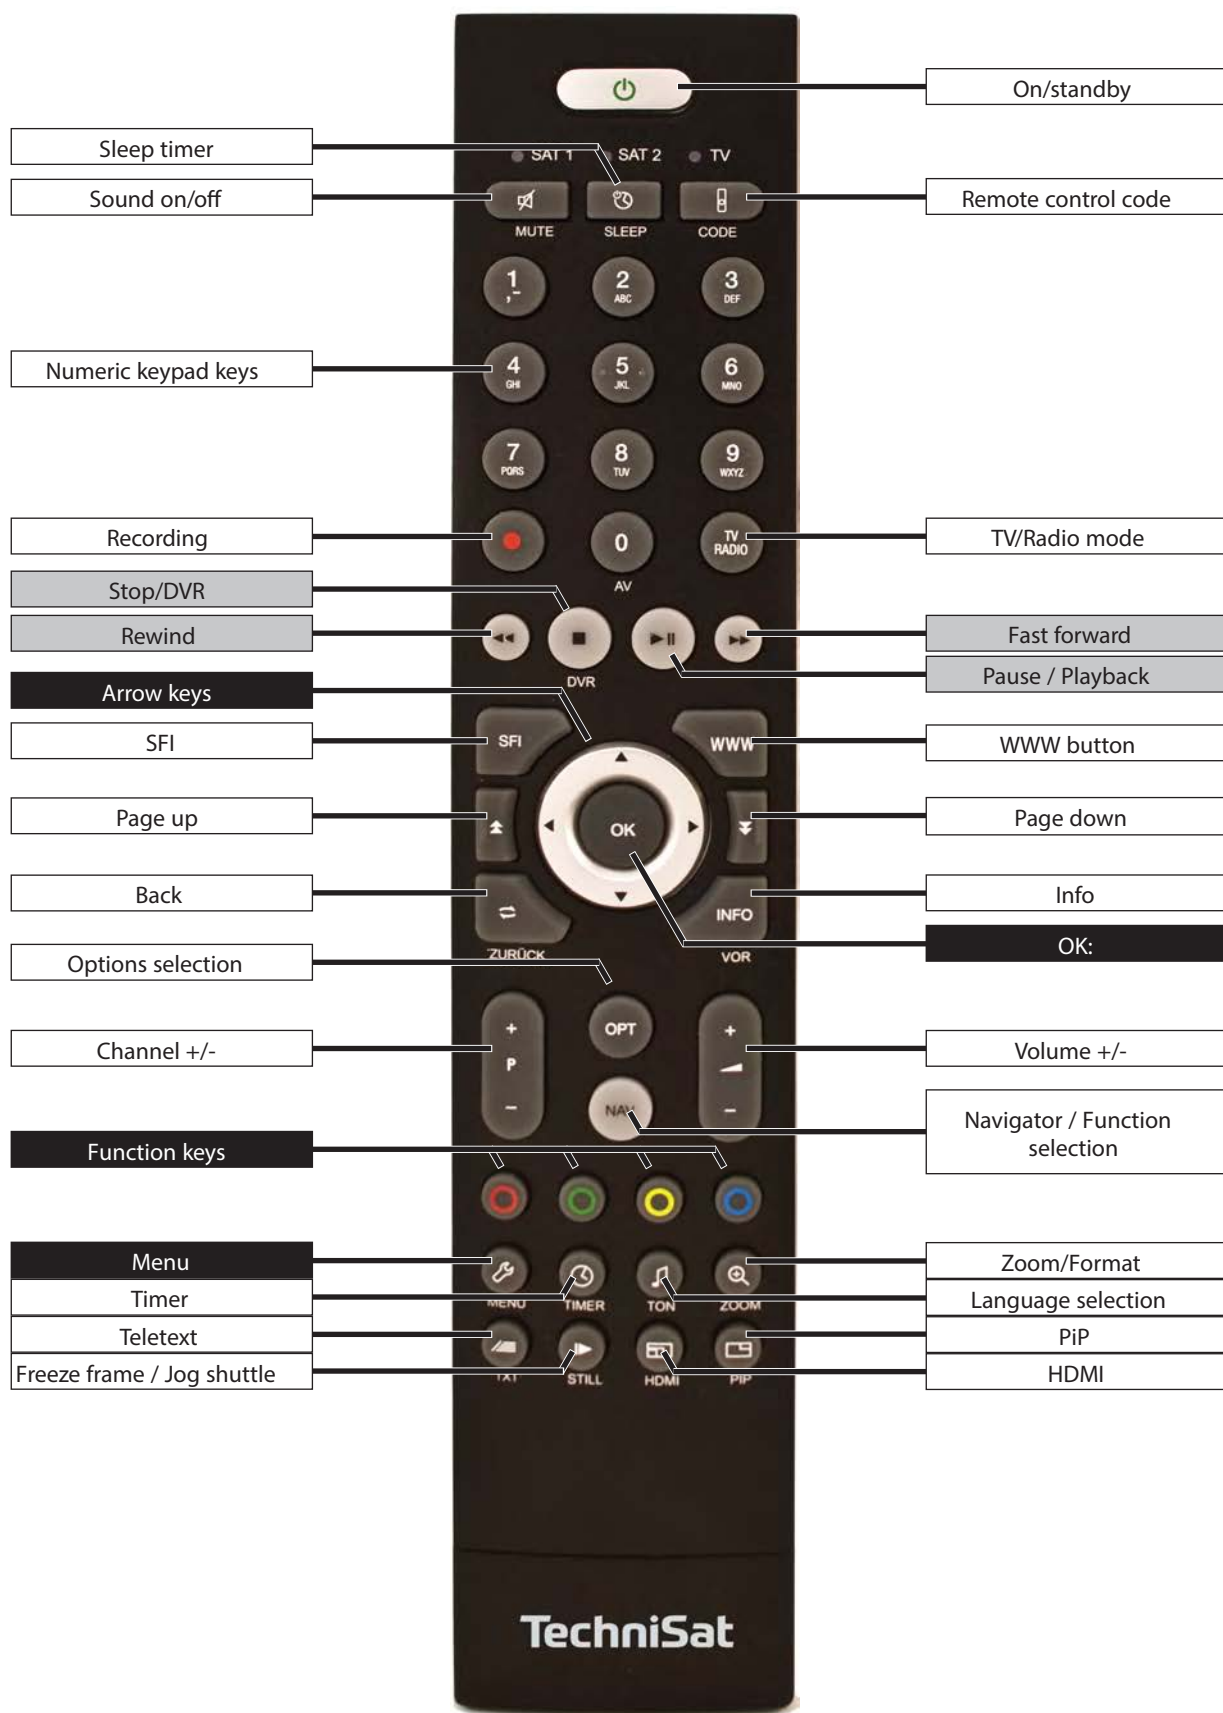 On/standby
Sleep timer
SAT 1 SAT 2 TV
Sound on/off
Remote control code
MUTE SLEEP CODE
1 2 3
,- ABC DEF
Numeric keypad keys
4 5 6
GHI JKL MNO
7 8 9
PQRS TUV WXYZ
Recording
0
TV
RADIO
TV/Radio mode
AV
Stop/DVR
Rewind
Fast forward
Pause / Playback
DVR
Arrow keys
SFI
SFI
WWW
WWW button
Page up
OK
Page down
Back
INFO
Info
ZURÜCK
VOR
OK:
Options selection
OPT
Channel +/-
+
P
-
+
-
Volume +/-
NAV
Navigator / Function
selection
Function keys
Menu
Zoom/Format
MENU TIMER TON ZOOM
Timer
Language selection
Teletext
PiP
Freeze frame / Jog shuttle
HDMI
TXT STILL HDMI PIP
TechniSat